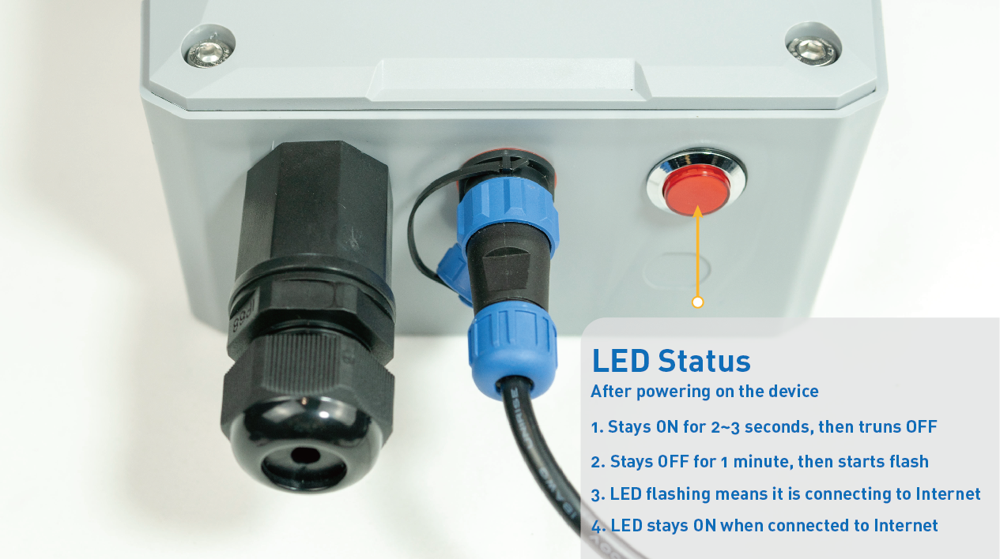 LED Status
After powering on the device
1. Stays ON for 2~3 seconds, then truns OFF
2. Stays OFF for 1 minute, then starts flash
3. LED flashing means it is connecting to Internet
4. LED stays ON when connected to Internet